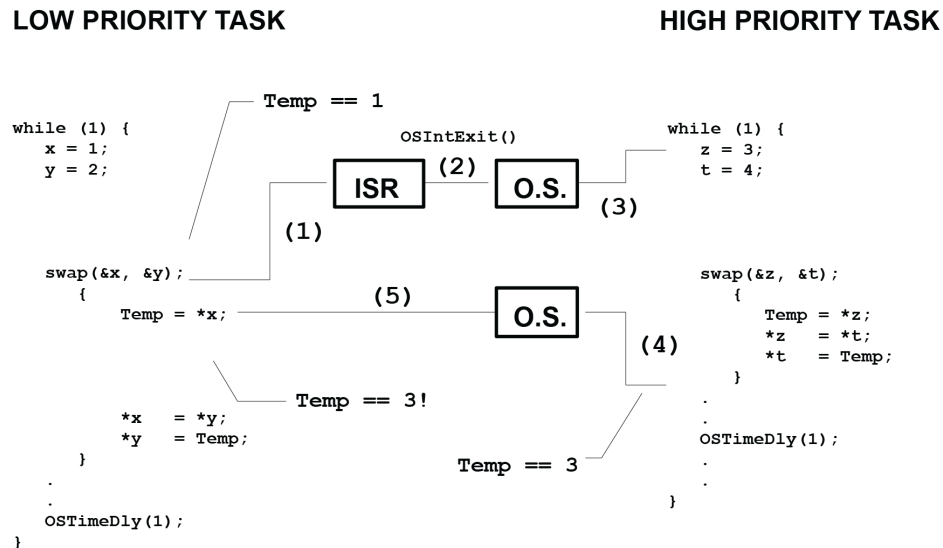 LOW PRIORITY TASK
HIGH PRIORITY TASK
Temp == 1
while (1) {
x = 1;
y = 2;
OSIntExit()
(2)
ISR
O.S.
(3)
(1)
while (1) {
z = 3;
t = 4;
swap(&x, &y);
{
Temp = *x;
(5)
O.S.
(4)
swap(&z, &t);
{
Temp = *z;
*z = *t;
*t = Temp;
}
.
.
OSTimeDly(1);
.
.
}
Temp == 3!
Temp == 3
*x = *y;
*y = Temp;
}
.
.
OSTimeDly(1);
}